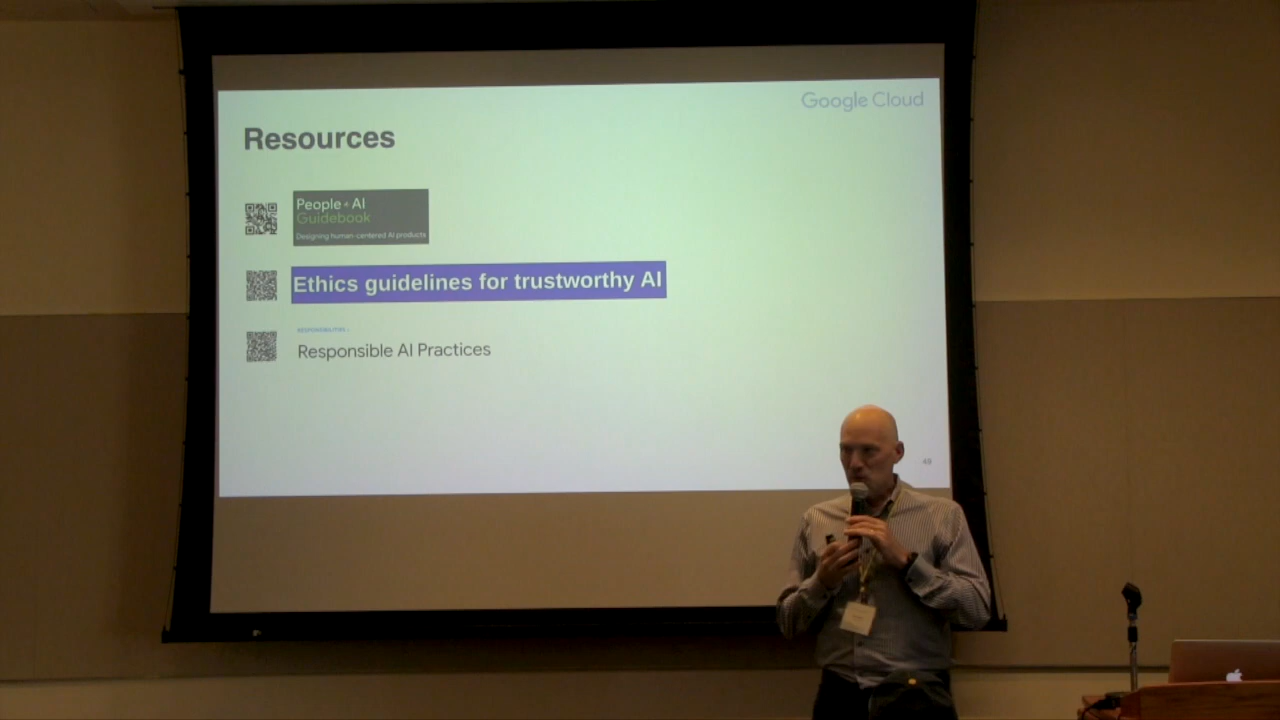 Google Cloud
Resources
People + AI
Guidebook
Designing human-centered AI products
Ethics guidelines for trustworthy AI
RESPONSIBILITIES ›
Responsible AI Practices